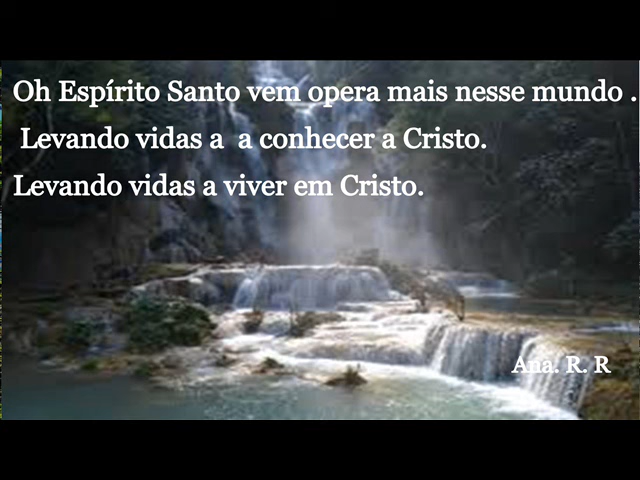 Oh Espírito Santo vem opera mais nesse mundo .
Levando vidas a  a conhecer a Cristo.
Levando vidas a viver em Cristo.
Ana. R. R